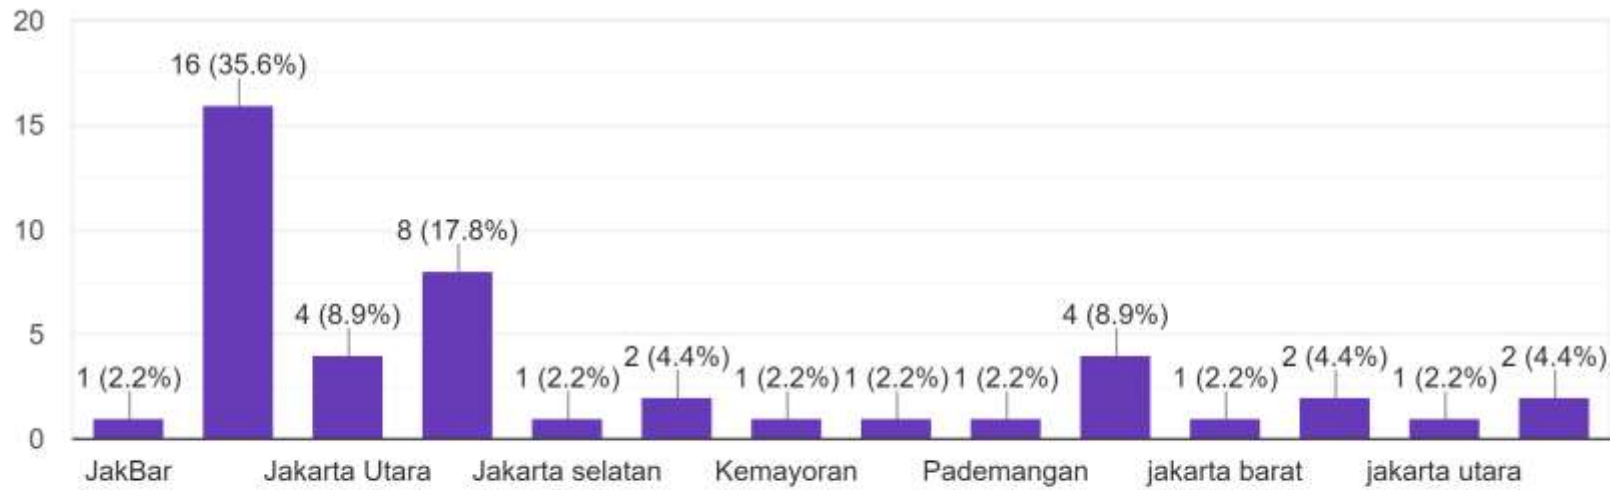 20
16 (35.6%)
15
10
8 (17.8%)
4 (8.9%)
4 (8.9%)
5
1 (2.2%)
1 (2.2%)
2 (4.4%)
1 (2.2%)
1 (2.2%)
1 (2.2%)
1 (2.2%)
2 (4.4%)
1 (2.2%)
2 (4.4%)
0
JakBar
Jakarta Utara
Jakarta selatan
Kemayoran
Pademangan
jakarta barat
jakarta utara